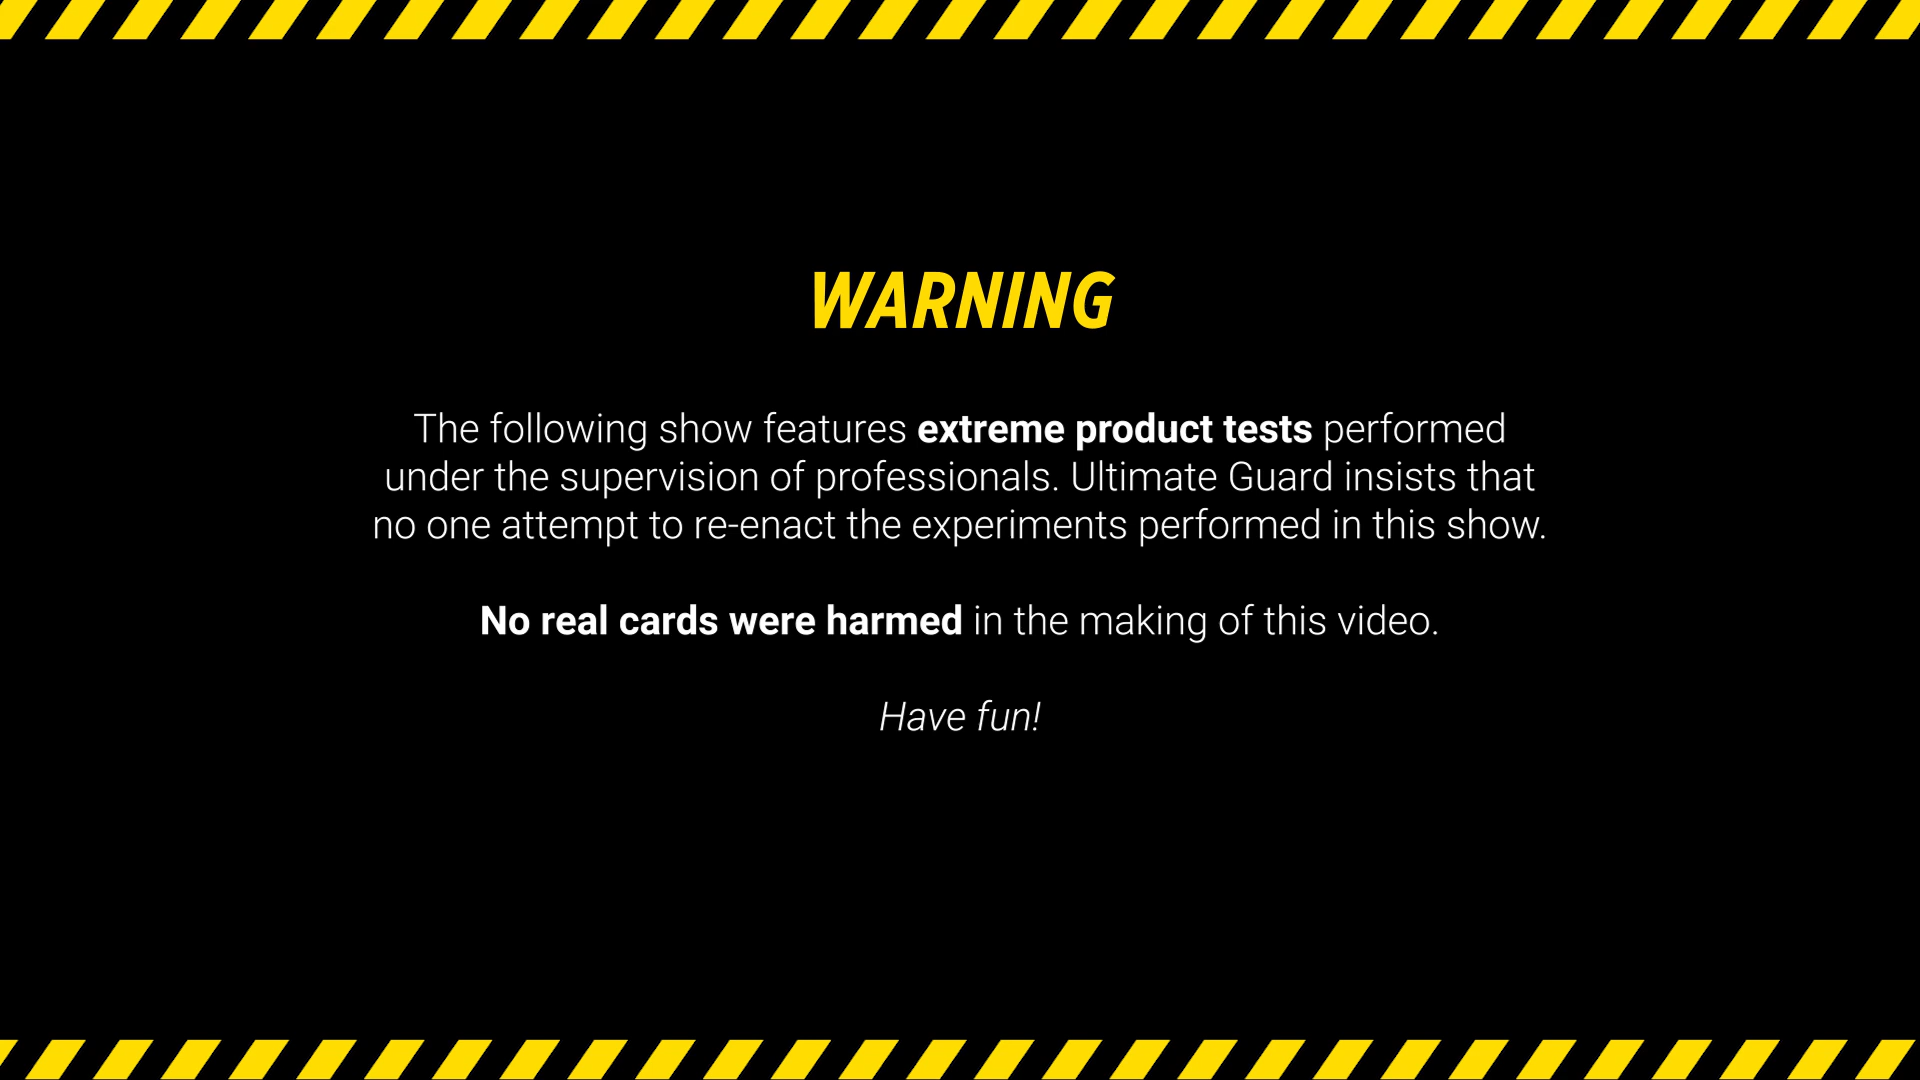 WARNING
The following show features extreme product tests performed
under the supervision of professionals. Ultimate Guard insists that
no one attempt to re-enact the experiments performed in this show.
No real cards were harmed in the making of this video.
Have fun!